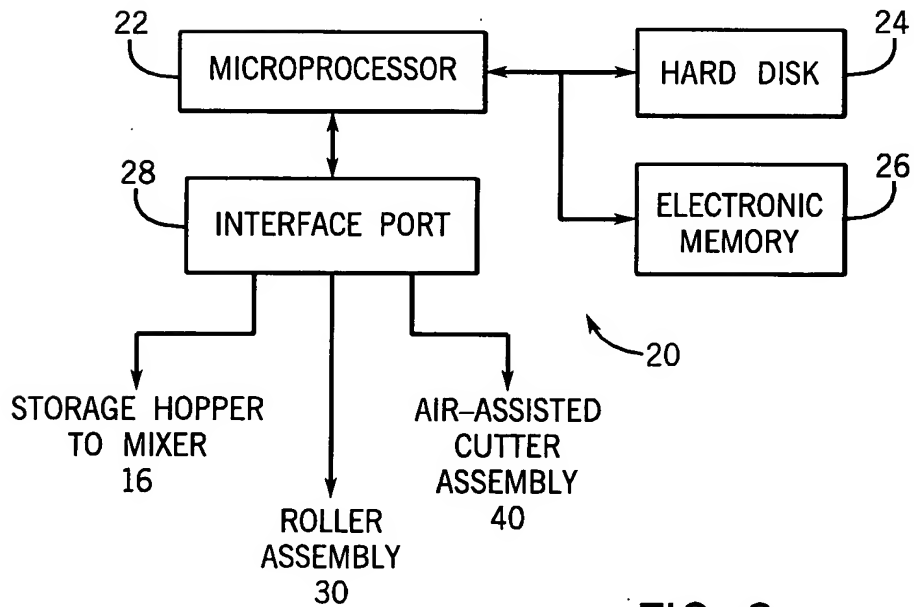 22
MICROPROCESSOR
24
HARD DISK
28
INTERFACE PORT
26
ELECTRONIC
MEMORY
20
STORAGE HOPPER
TO MIXER
16
AIR–ASSISTED
CUTTER
ASSEMBLY
40
ROLLER
ASSEMBLY
30